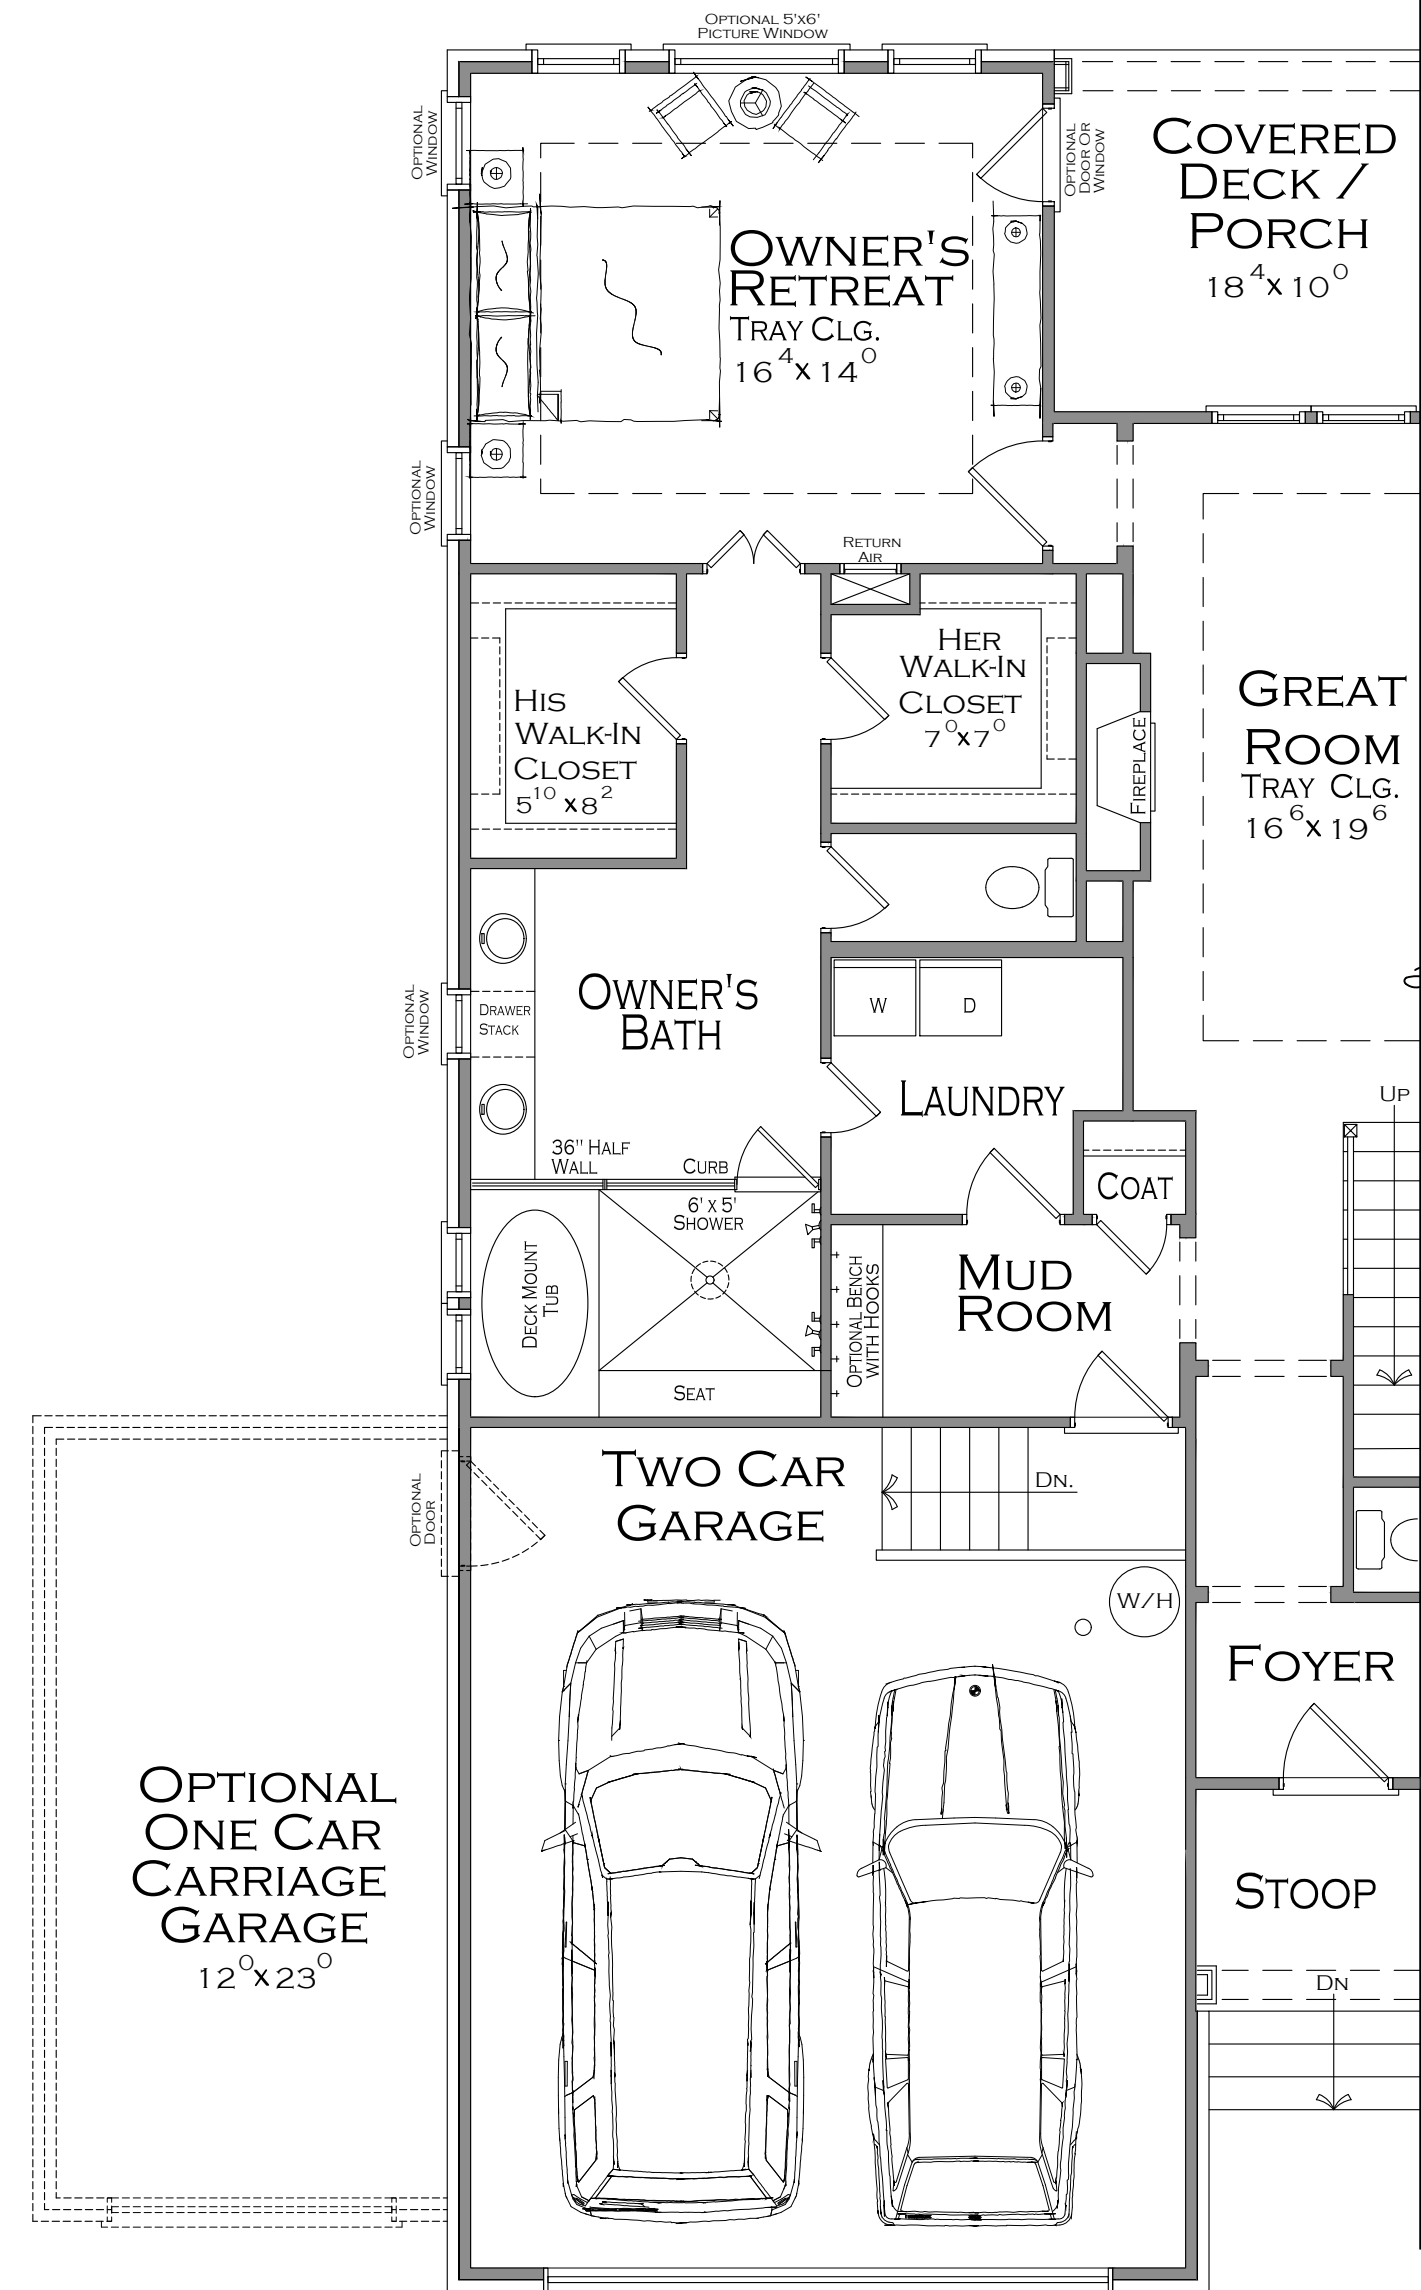 OPTIONAL 5'X6'
PICTURE WINDOW
OPTIONAL
WINDOW
OPTIONAL
DOOR OR
WINDOW
COVERED
DECK /
PORCH
18⁴X10⁰
OWNER'S
RETREAT
TRAY CLG.
16⁴X14⁰
OPTIONAL
WINDOW
RETURN
AIR
HIS
WALK-IN
CLOSET
5¹⁰X8²
HER
WALK-IN
CLOSET
7⁰X7⁰
FIREPLACE
GREAT
ROOM
TRAY CLG.
16⁶X19⁶
OPTIONAL
WINDOW
DRAWER
STACK
OWNER'S
BATH
W
D
LAUNDRY
UP
36" HALF
WALL
CURB
COAT
6' X 5'
SHOWER
DECK MOUNT
TUB
SEAT
OPTIONAL BENCH
WITH HOOKS
MUD
ROOM
OPTIONAL
DOOR
TWO CAR
GARAGE
DN.
W/H
FOYER
OPTIONAL
ONE CAR
CARRIAGE
GARAGE
12⁰X23⁰
STOOP
DN